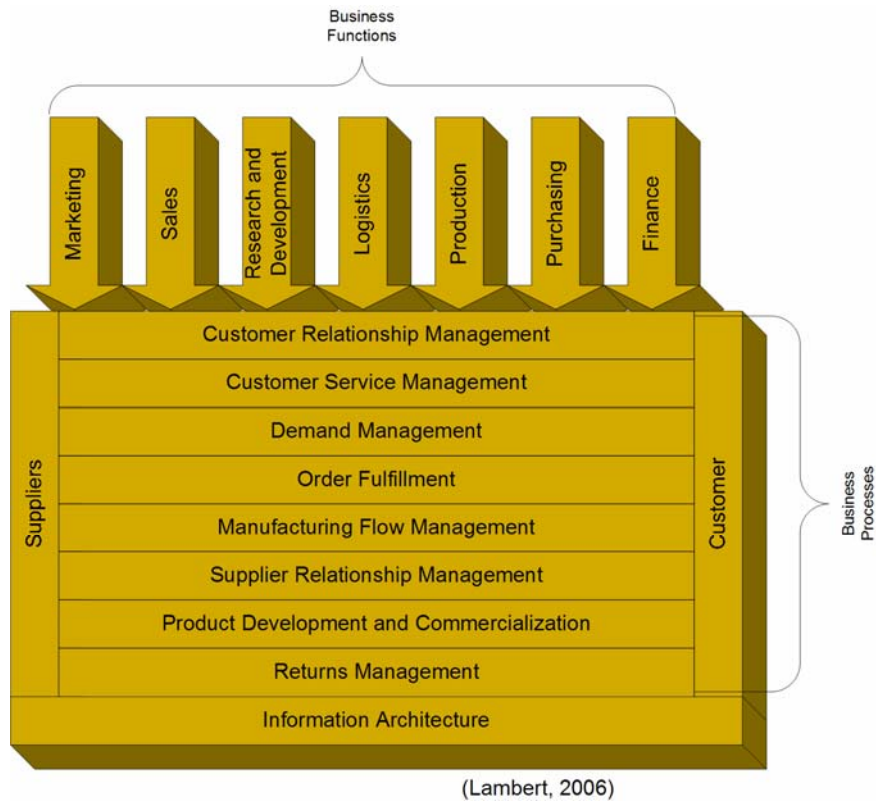 Business
Functions
Marketing
Sales
Research and
Development
Logistics
Production
Purchasing
Finance
Suppliers
Customer Relationship Management
Customer Service Management
Demand Management
Order Fulfillment
Manufacturing Flow Management
Supplier Relationship Management
Product Development and Commercialization
Returns Management
Customer
Business
Processes
Information Architecture
(Lambert, 2006)